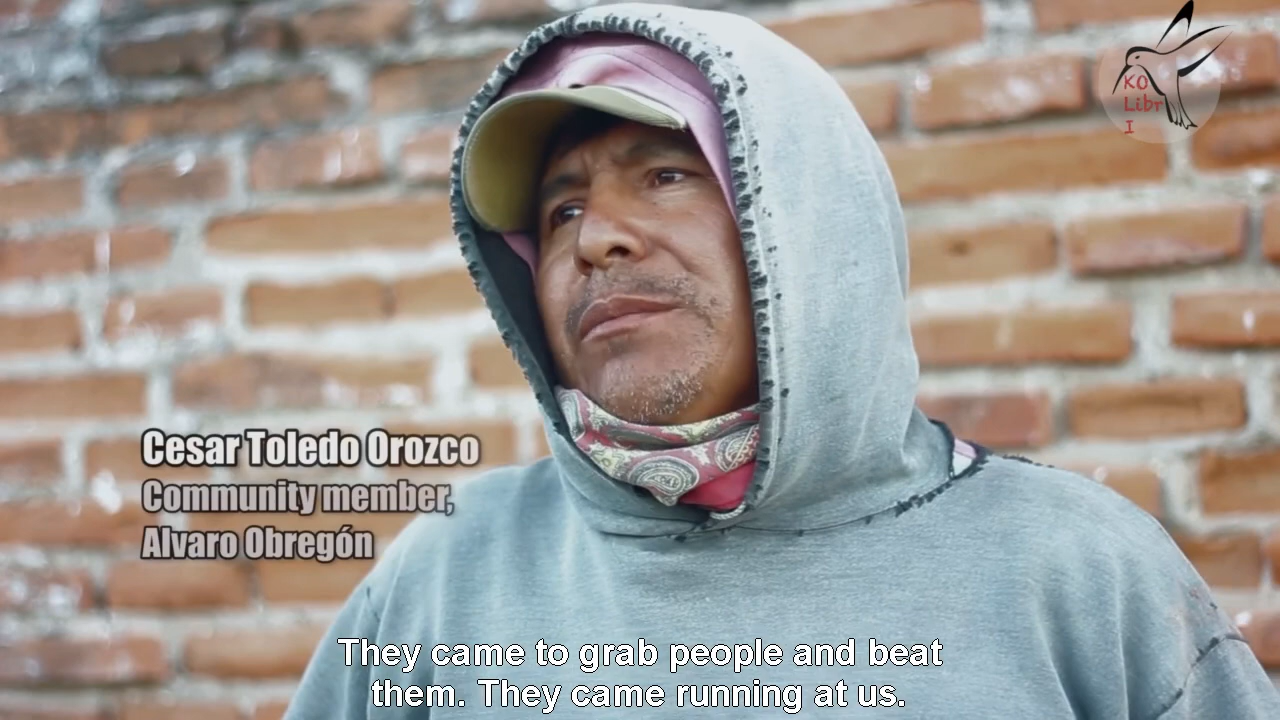 KO
Libr
I
Cesar Toledo Orozco
Community member,
Alvaro Obregón
They came to grab people and beat
them. They came running at us.